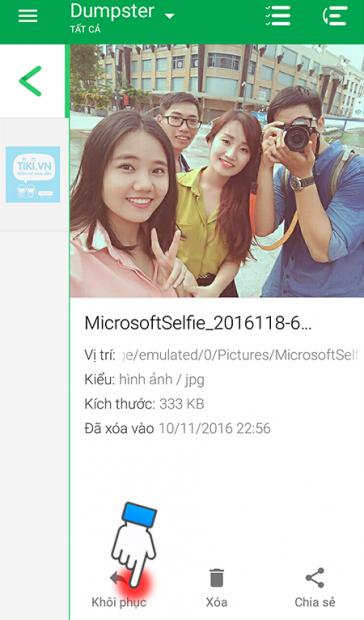 Dumpster
TẤT CẢ
TIKI.VN
MicrosoftSelfie_2016118-6...
Vị trí: ge/emulated/0/Pictures/MicrosoftSelf
Kiểu: hình ảnh / jpg
Kích thước: 333 KB
Đã xóa vào 10/11/2016 22:56
Khôi phục
Xóa
Chia sẻ